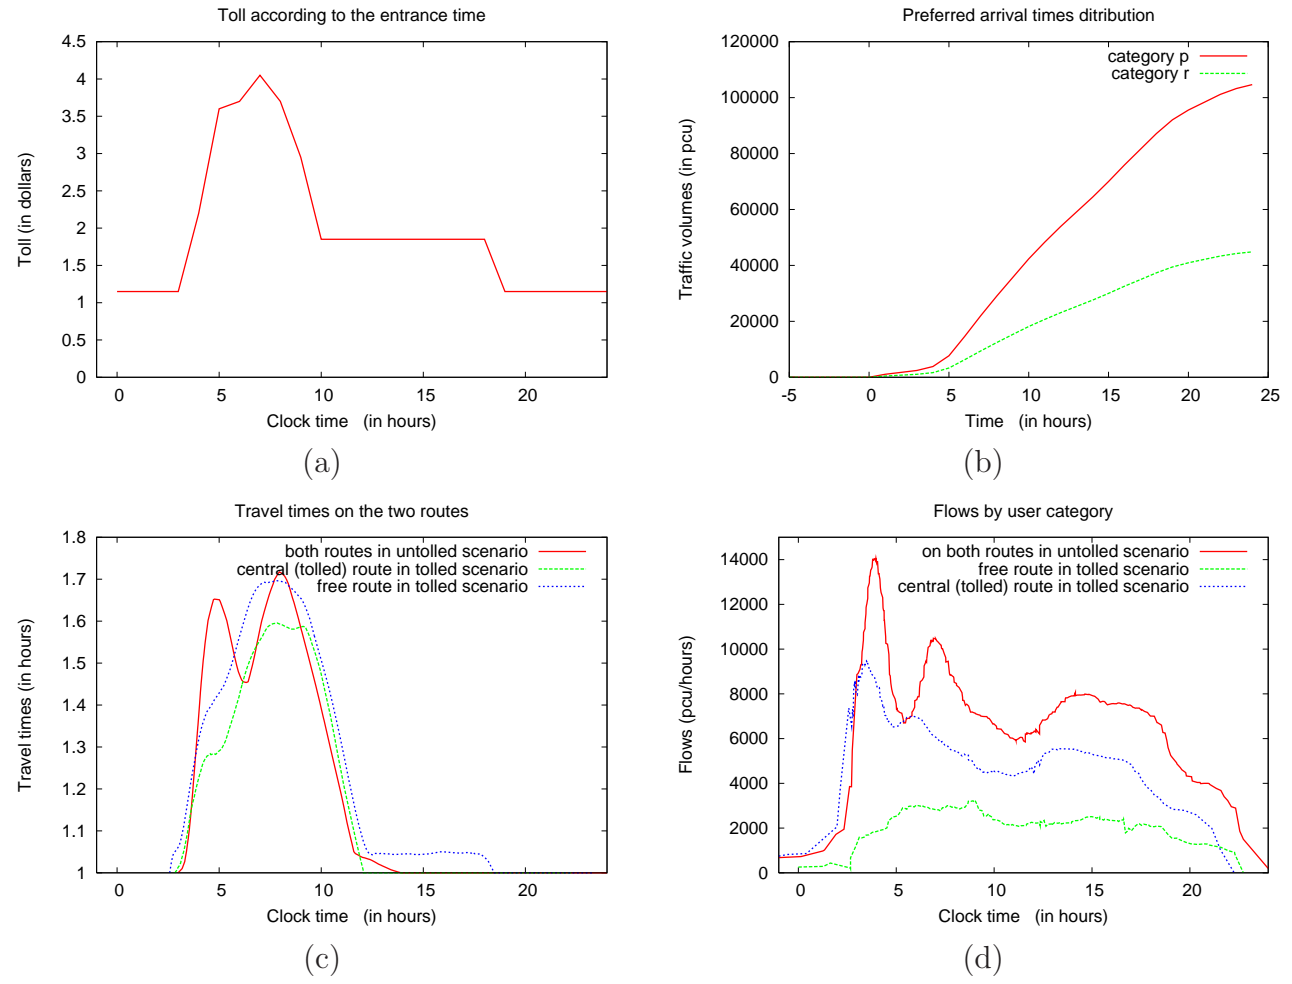 Toll according to the entrance time
4.5
4
3.5
3
2.5
2
1.5
1
0.5
0
Toll (in dollars)
0 5 10 15 20
Clock time (in hours)
(a)
Preferred arrival times ditribution
120000
100000
80000
60000
40000
20000
0
Traffic volumes (in pcu)
category p
category r
-5 0 5 10 15 20 25
Time (in hours)
(b)
Travel times on the two routes
1.8
1.7
1.6
1.5
1.4
1.3
1.2
1.1
1
Travel times (in hours)
both routes in untolled scenario
central (tolled) route in tolled scenario
free route in tolled scenario
0 5 10 15 20
Clock time (in hours)
(c)
Flows by user category
14000
12000
10000
8000
6000
4000
2000
0
Flows (pcu/hours)
on both routes in untolled scenario
free route in tolled scenario
central (tolled) route in tolled scenario
0 5 10 15 20
Clock time (in hours)
(d)